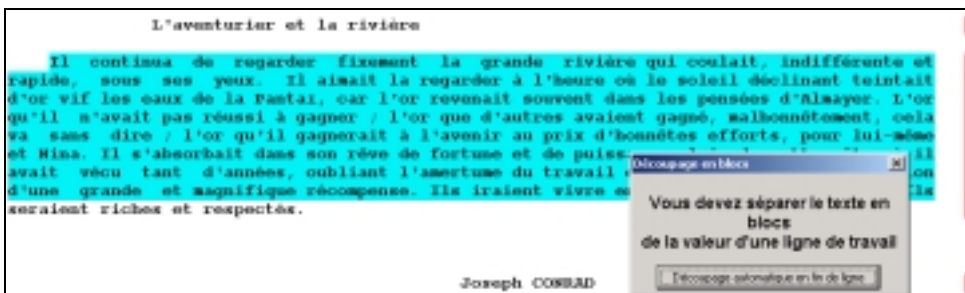 L'aventurier et la rivière
Il continua de regarder fixement la grande rivière qui coulait, indifférente et
rapide, sous ses yeux. Il aimait la regarder à l'heure où le soleil déclinant teintait
d'or vif les eaux de la Pantai, car l'or revenait souvent dans les pensées d'Almayer. L'or
qu'il n'avait pas réussi à gagner ; l'or que d'autres avaient gagné, malhonnêtement, cela
va sans dire ; l'or qu'il gagnerait à l'avenir au prix d'honnêtes efforts, pour lui-même
et Nina. Il s'absorbait dans son rêve de fortune et de puiss il
avait vécu tant d'années, oubliant l'amertume du travail
d'une grande et magnifique récompense. Ils iraient vivre
seraient riches et respectés.
Joseph CONRAD
Découpage en blocs
Vous devez séparer le texte en
blocs
de la valeur d'une ligne de travail
Découpage automatique en fin de ligne